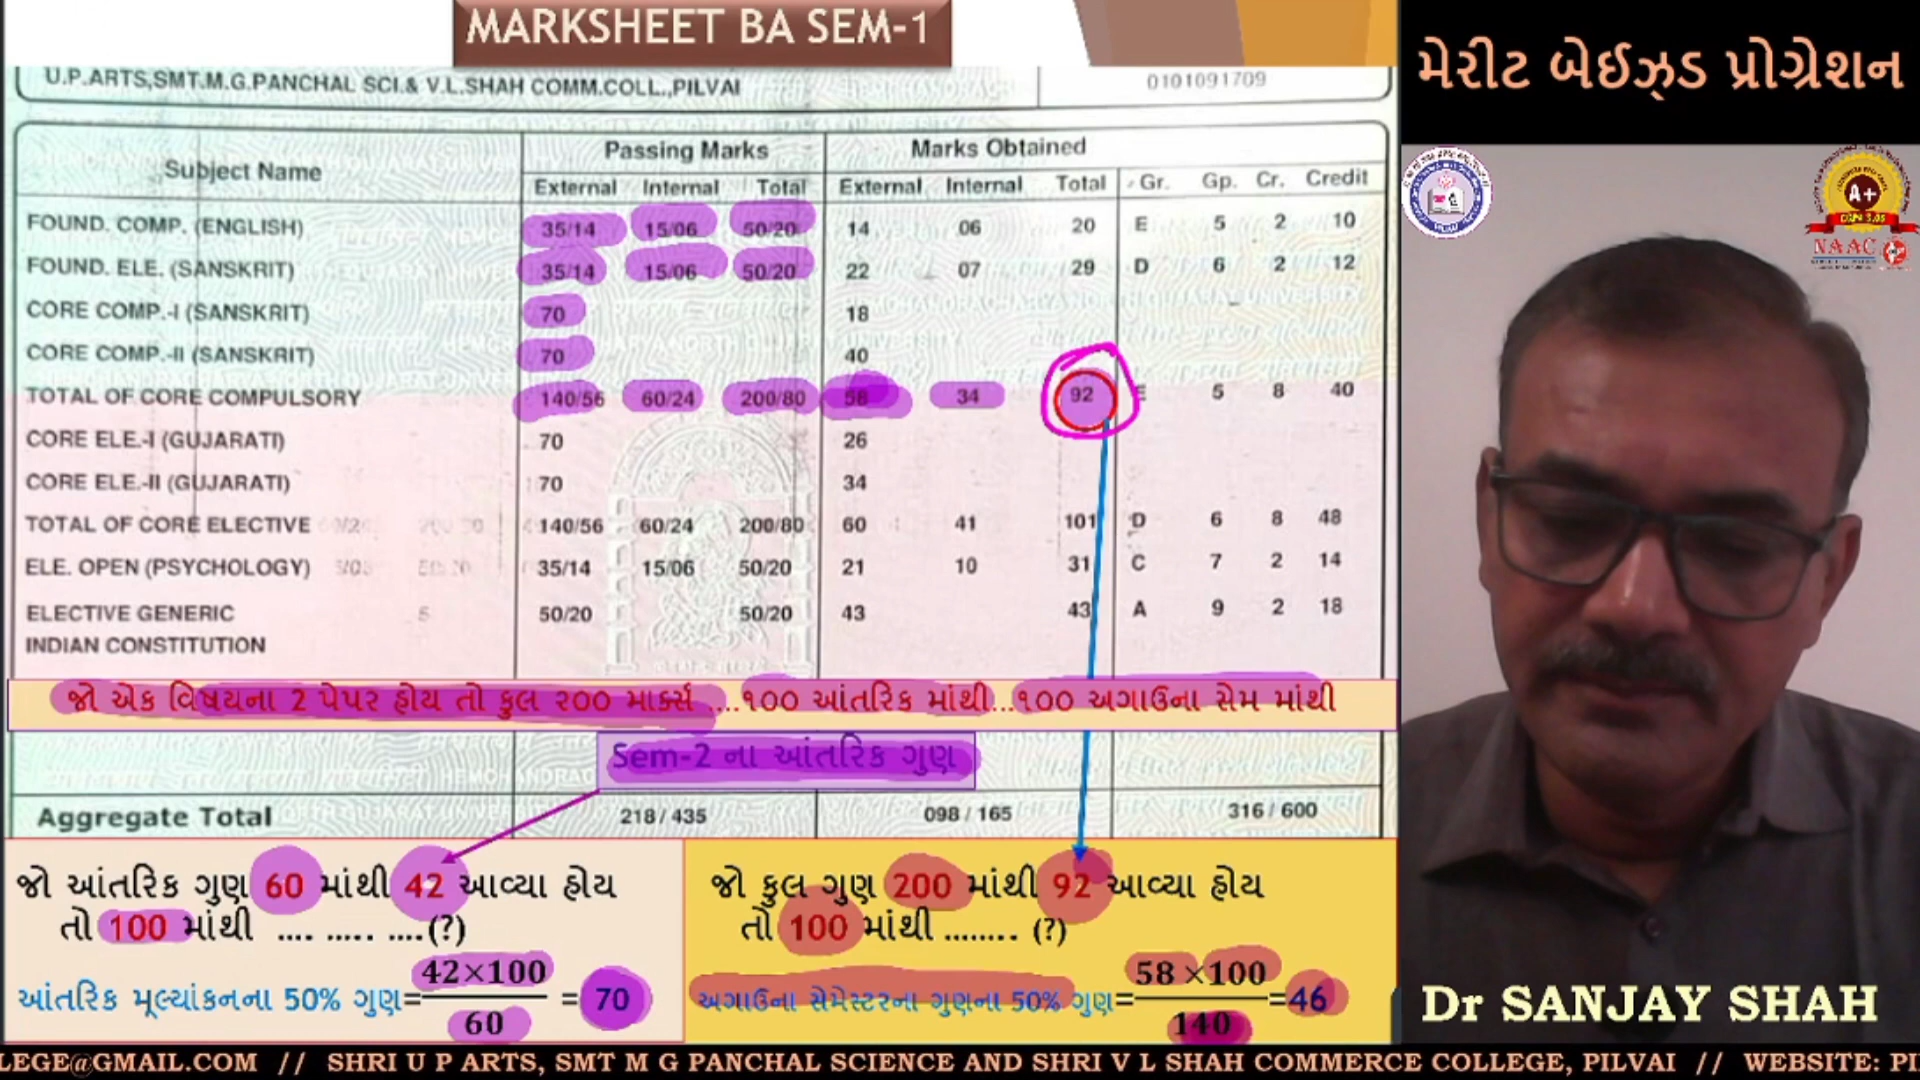 MARKSHEET BA SEM-1
મેરીટ બેઈઝ્ડ પ્રોગ્રેશન
U.P.ARTS,SMT.M.G.PANCHAL SCI.& V.L.SHAH COMM.COLL.,PILVAI 0101091709
Subject Name Passing Marks Marks Obtained
External Internal Total External Internal Total Gr. Gp. Cr. Credit
FOUND. COMP. (ENGLISH) 35/14 15/06 50/20 14 06 20 E 5 2 10
FOUND. ELE. (SANSKRIT) 35/14 15/06 50/20 22 07 29 D 6 2 12
CORE COMP.-I (SANSKRIT) 70 18
CORE COMP.-II (SANSKRIT) 70 40
TOTAL OF CORE COMPULSORY 140/56 60/24 200/80 58 34 92 E 5 8 40
CORE ELE.-I (GUJARATI) 70 26
CORE ELE.-II (GUJARATI) 70 34
TOTAL OF CORE ELECTIVE 140/56 60/24 200/80 60 41 101 D 6 8 48
ELE. OPEN (PSYCHOLOGY) 35/14 15/06 50/20 21 10 31 C 7 2 14
ELECTIVE GENERIC 50/20 50/20 43 43 A 9 2 18
INDIAN CONSTITUTION
જો એક વિષયના 2 પેપર હોય તો કુલ ૨૦૦ માર્ક્સ ....૧૦૦ આંતરિક માંથી...૧૦૦ અગાઉના સેમ માંથી
Sem-2 ના આંતરિક ગુણ
Aggregate Total 218/435 098/165 316/600
જો આંતરિક ગુણ 60 માંથી 42 આવ્યા હોય
તો 100 માંથી .... ..... ....(?)
આંતરિક મૂલ્યાંકનના 50% ગુણ= 42×100 / 60 = 70
જો કુલ ગુણ 200 માંથી 92 આવ્યા હોય
તો 100 માંથી ........ (?)
અગાઉના સેમેસ્ટરના ગુણના 50% ગુણ= 58 ×100 / 140 =46
A+
NAAC
Dr SANJAY SHAH
LEGE@GMAIL.COM // SHRI U P ARTS, SMT M G PANCHAL SCIENCE AND SHRI V L SHAH COMMERCE COLLEGE, PILVAI // WEBSITE: PI